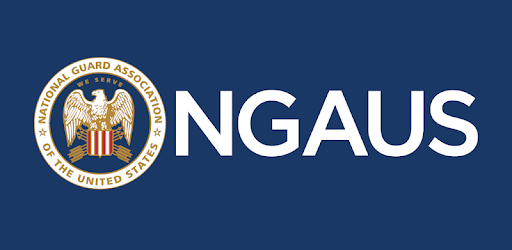 NATIONAL GUARD ASSOCIATION
WE SERVE
OF THE UNITED STATES
NGAUS